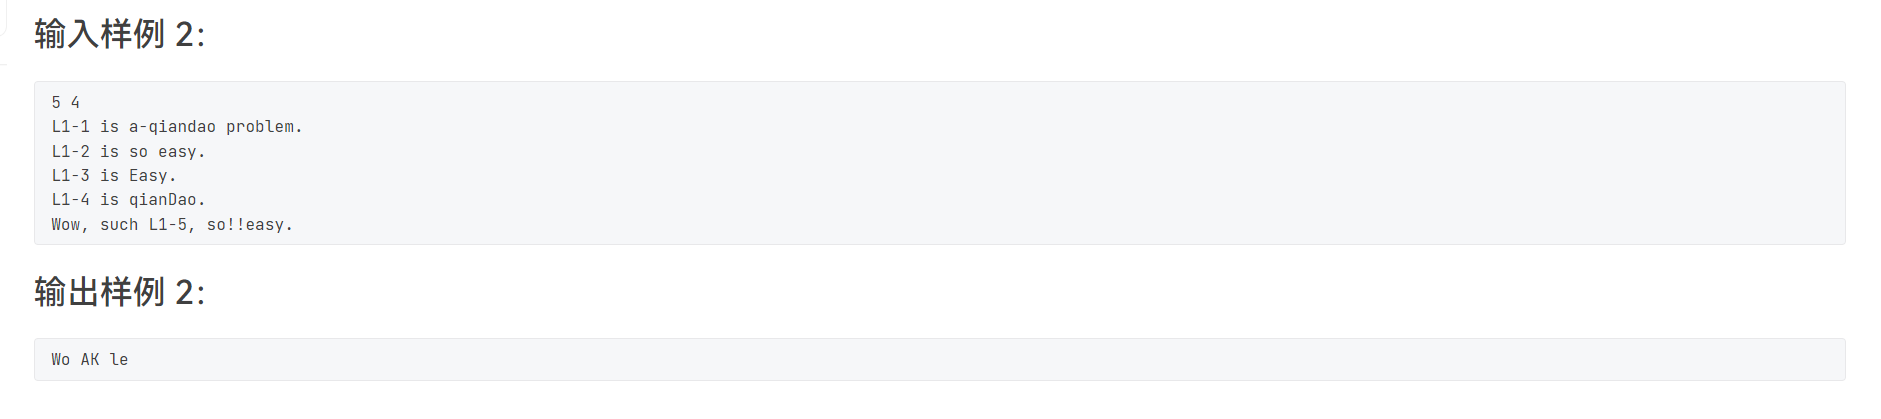 输入样例 2:
5 4
L1-1 is a-qiandao problem.
L1-2 is so easy.
L1-3 is Easy.
L1-4 is qianDao.
Wow, such L1-5, so!!easy.
输出样例 2:
Wo AK le